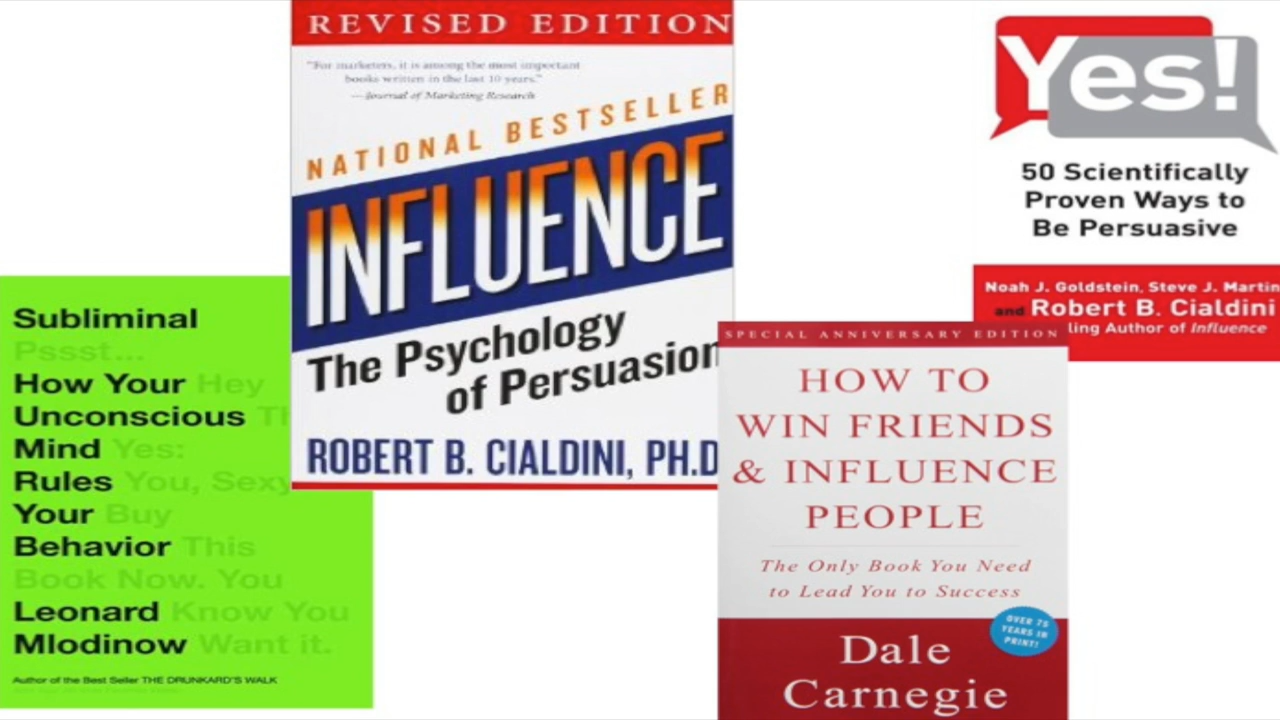 Subliminal
Pssst...
How Your Hey
Unconscious Th
Mind Yes:
Rules You, Sexy
Your Buy
Behavior This
Book Now. You
Leonard Know You
Mlodinow Want it.
Author of the Best Seller THE DRUNKARD'S WALK
REVISED EDITION
"For marketers, it is among the most important
books written in the last 10 years."
—Journal of Marketing Research
NATIONAL BESTSELLER
INFLUENCE
The Psychology
of Persuasion
ROBERT B. CIALDINI, PH.D
SPECIAL ANNIVERSARY EDITION
HOW TO
WIN FRIENDS
& INFLUENCE
PEOPLE
The Only Book You Need
to Lead You to Success
OVER 75
YEARS IN
PRINT!
Dale
Carnegie
Yes!
50 Scientifically
Proven Ways to
Be Persuasive
Noah J. Goldstein, Steve J. Martin
and Robert B. Cialdini
ling Author of Influence